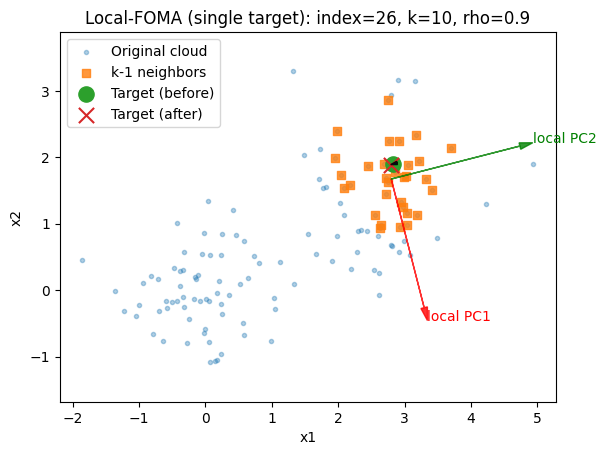 Local-FOMA (single target): index=26, k=10, rho=0.9
Original cloud
k-1 neighbors
Target (before)
Target (after)
local PC2
local PC1
x2
3
2
1
0
−1
−2
−1
0
1
2
3
4
5
x1